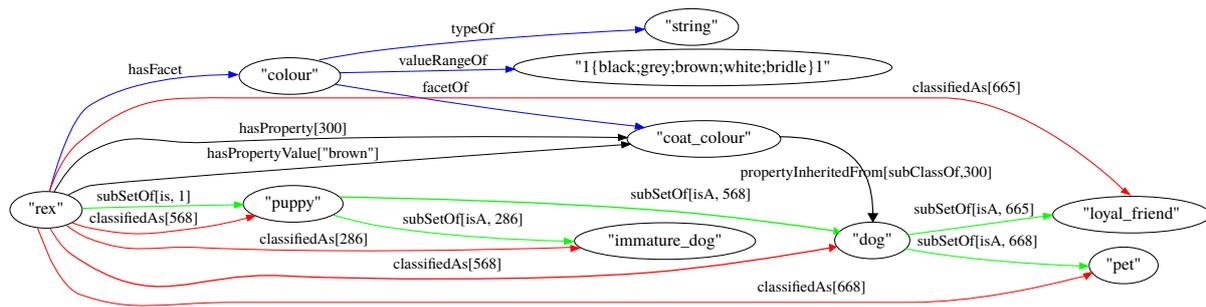 "string"
typeOf
hasFacet
"colour"
valueRangeOf
"1{black;grey;brown;white;bridle}1"
facetOf
classifiedAs[665]
hasProperty[300]
"coat_colour"
hasPropertyValue["brown"]
propertyInheritedFrom[subClassOf,300]
"rex"
subSetOf[is, 1]
"puppy"
subSetOf[isA, 568]
subSetOf[isA, 665]
"loyal_friend"
classifiedAs[568]
subSetOf[isA, 286]
classifiedAs[286]
"immature_dog"
"dog"
subSetOf[isA, 668]
classifiedAs[568]
"pet"
classifiedAs[668]